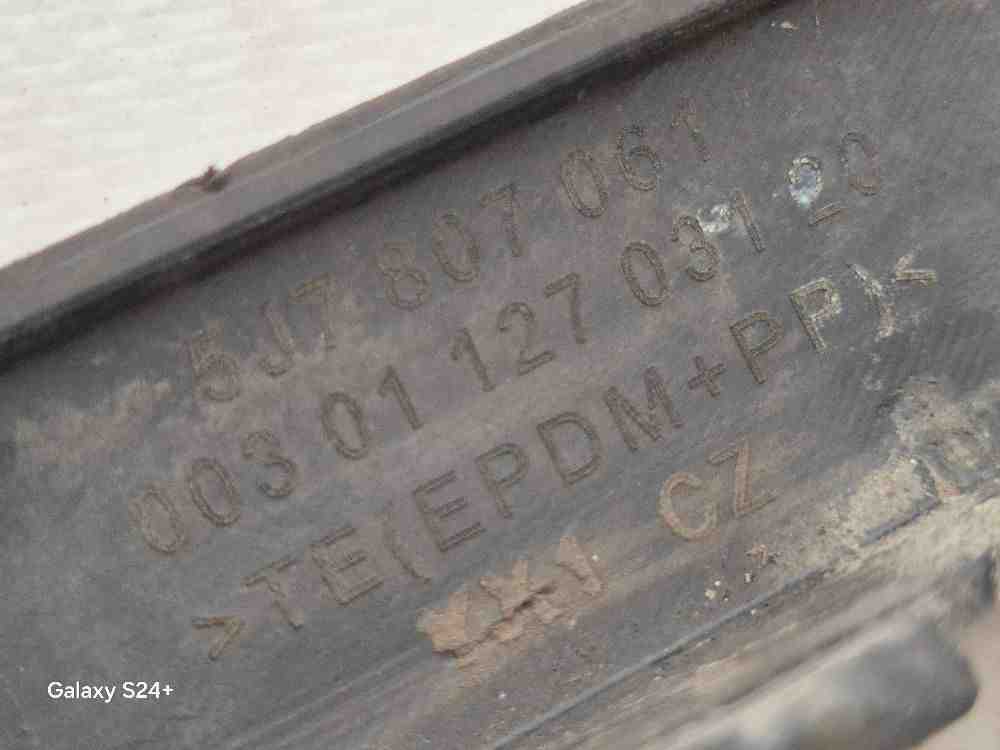 5J7 807 061
003 01 127 031 20
>TE(EPDM+PP)<
CZ
Galaxy S24+